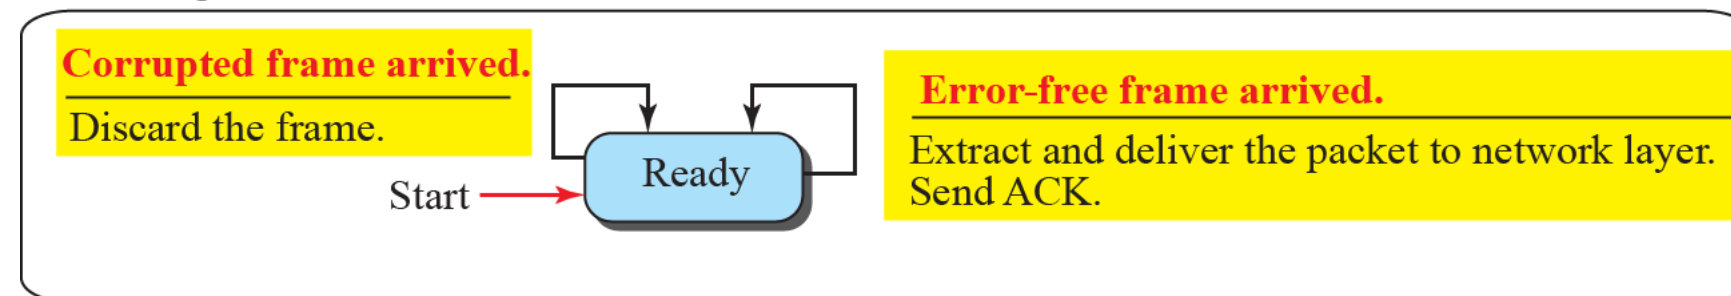 Corrupted frame arrived.
Discard the frame.
Start
Ready
Error-free frame arrived.
Extract and deliver the packet to network layer.
Send ACK.